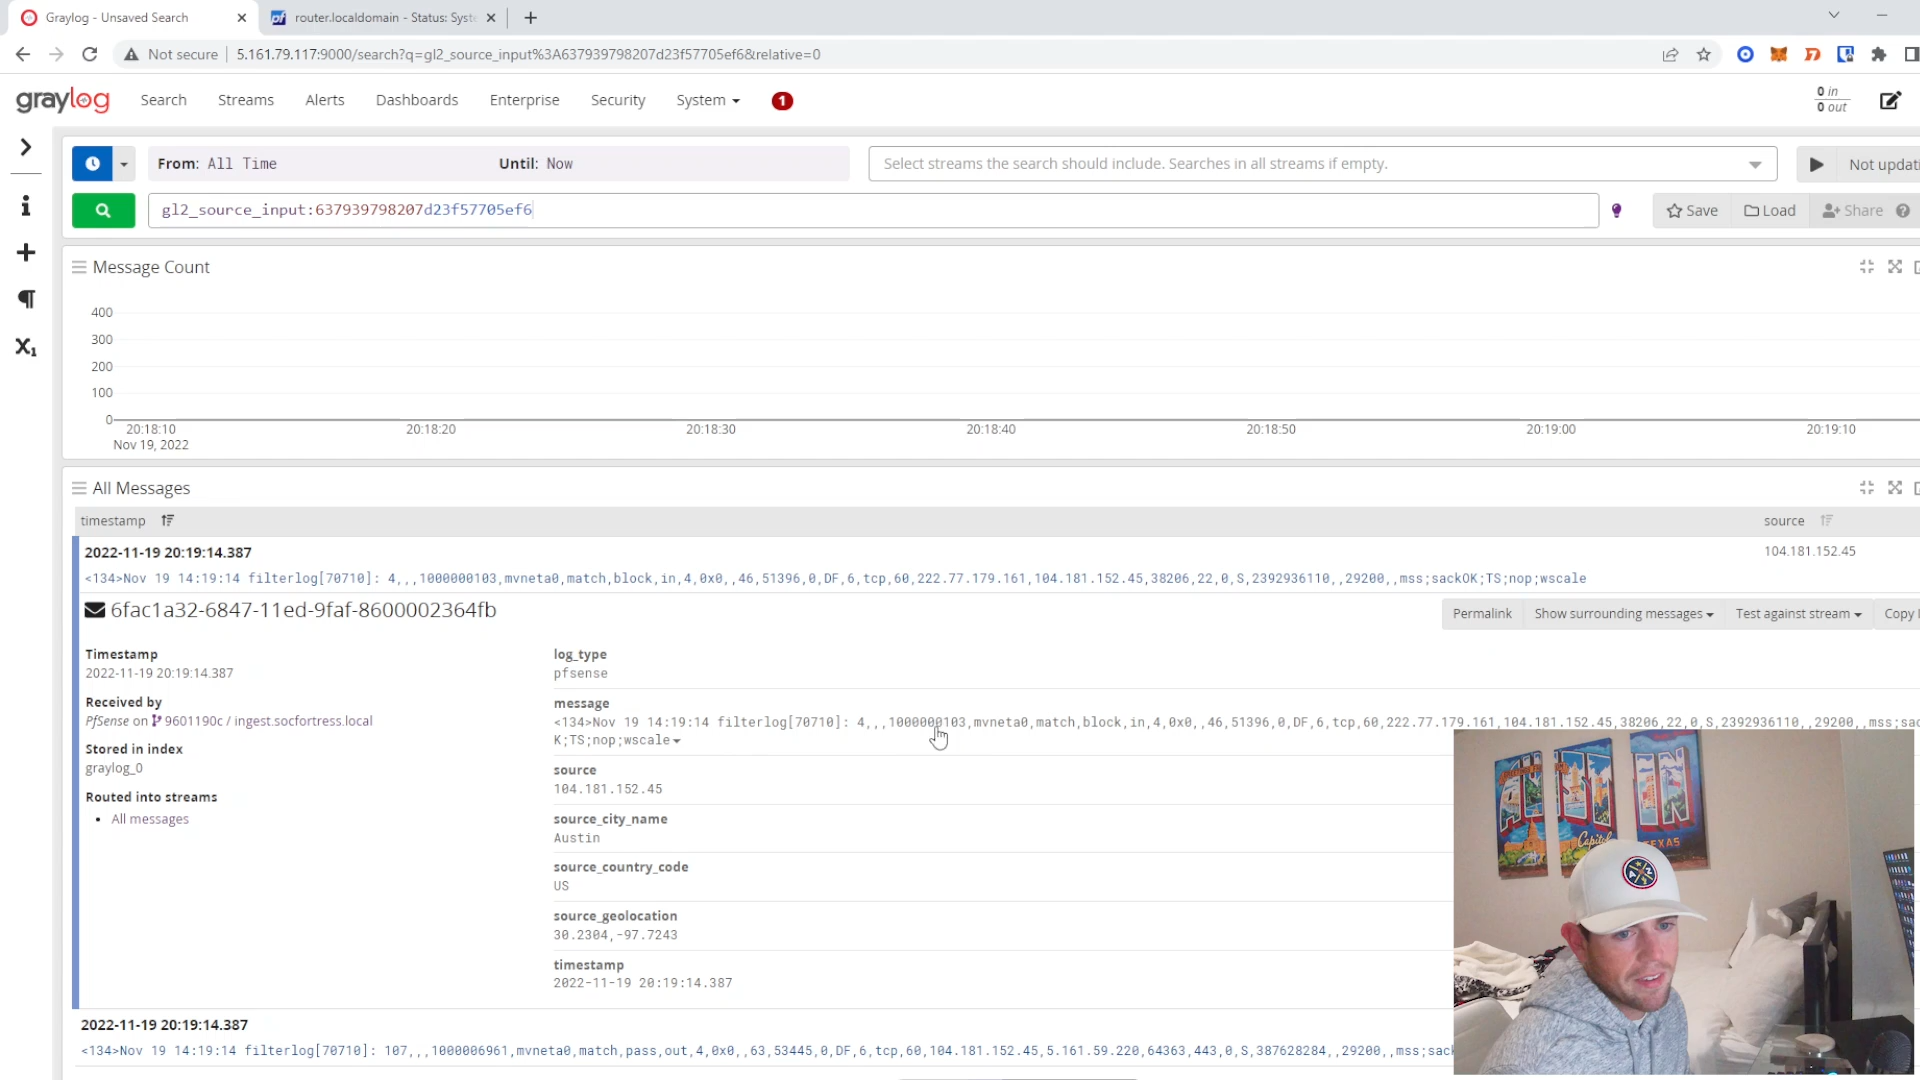 Graylog - Unsaved Search
router.localdomain - Status: Syst
Not secure
5.161.79.117:9000/search?q=gl2_source_input%3A637939798207d23f57705ef6&relative=0
graylog
Search
Streams
Alerts
Dashboards
Enterprise
Security
System
1
0 in
0 out
From: All Time
Until: Now
Select streams the search should include. Searches in all streams if empty.
Not updati
gl2_source_input:637939798207d23f57705ef6
Save
Load
Share
Message Count
400
300
200
100
0
20:18:10
20:18:20
20:18:30
20:18:40
20:18:50
20:19:00
20:19:10
Nov 19, 2022
All Messages
timestamp
source
2022-11-19 20:19:14.387
104.181.152.45
<134>Nov 19 14:19:14 filterlog[70710]: 4,,,1000000103,mvneta0,match,block,in,4,0x0,,46,51396,0,DF,6,tcp,60,222.77.179.161,104.181.152.45,38206,22,0,S,2392936110,,29200,,mss;sackOK;TS;nop;wscale
6fac1a32-6847-11ed-9faf-8600002364fb
Permalink
Show surrounding messages
Test against stream
Copy
Timestamp
2022-11-19 20:19:14.387
Received by
PfSense on 9601190c / ingest.socfortress.local
Stored in index
graylog_0
Routed into streams
All messages
log_type
pfsense
message
<134>Nov 19 14:19:14 filterlog[70710]: 4,,,1000000103,mvneta0,match,block,in,4,0x0,,46,51396,0,DF,6,tcp,60,222.77.179.161,104.181.152.45,38206,22,0,S,2392936110,,29200,,mss;sac
K;TS;nop;wscale
source
104.181.152.45
source_city_name
Austin
source_country_code
US
source_geolocation
30.2304,-97.7243
timestamp
2022-11-19 20:19:14.387
AUSTIN
Capital
TEXAS
2022-11-19 20:19:14.387
<134>Nov 19 14:19:14 filterlog[70710]: 107,,,1000006961,mvneta0,match,pass,out,4,0x0,,63,53445,0,DF,6,tcp,60,104.181.152.45,5.161.59.220,64363,443,0,S,387628284,,29200,,mss;sack